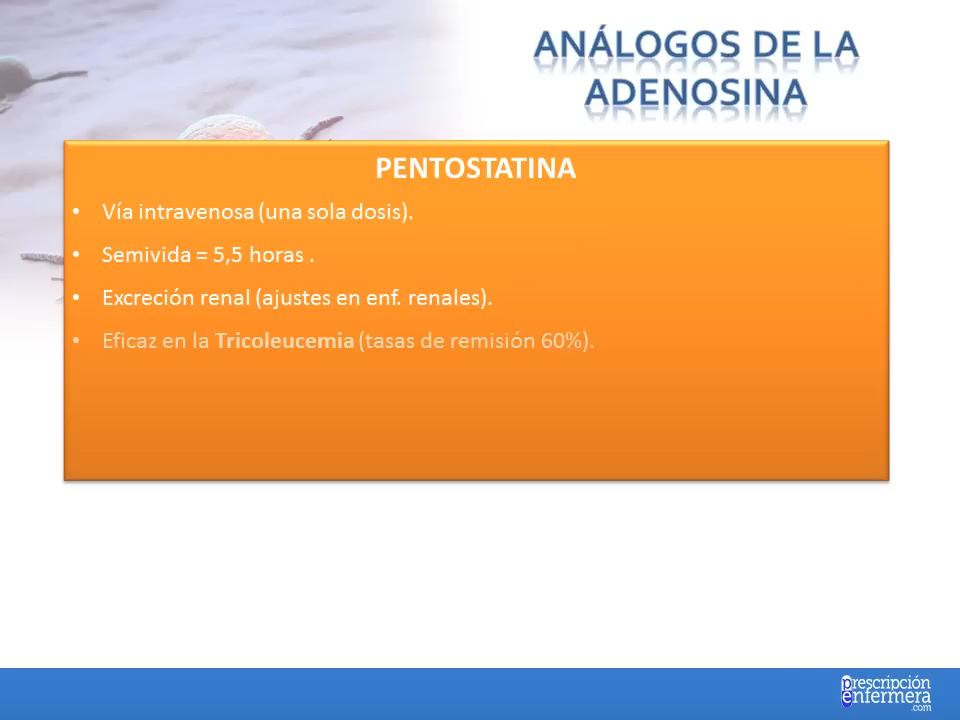 ANÁLOGOS DE LA
ADENOSINA
PENTOSTATINA
• Vía intravenosa (una sola dosis).
• Semivida = 5,5 horas .
• Excreción renal (ajustes en enf. renales).
• Eficaz en la Tricoleucemia (tasas de remisión 60%).
prescripción
enfermera
.com